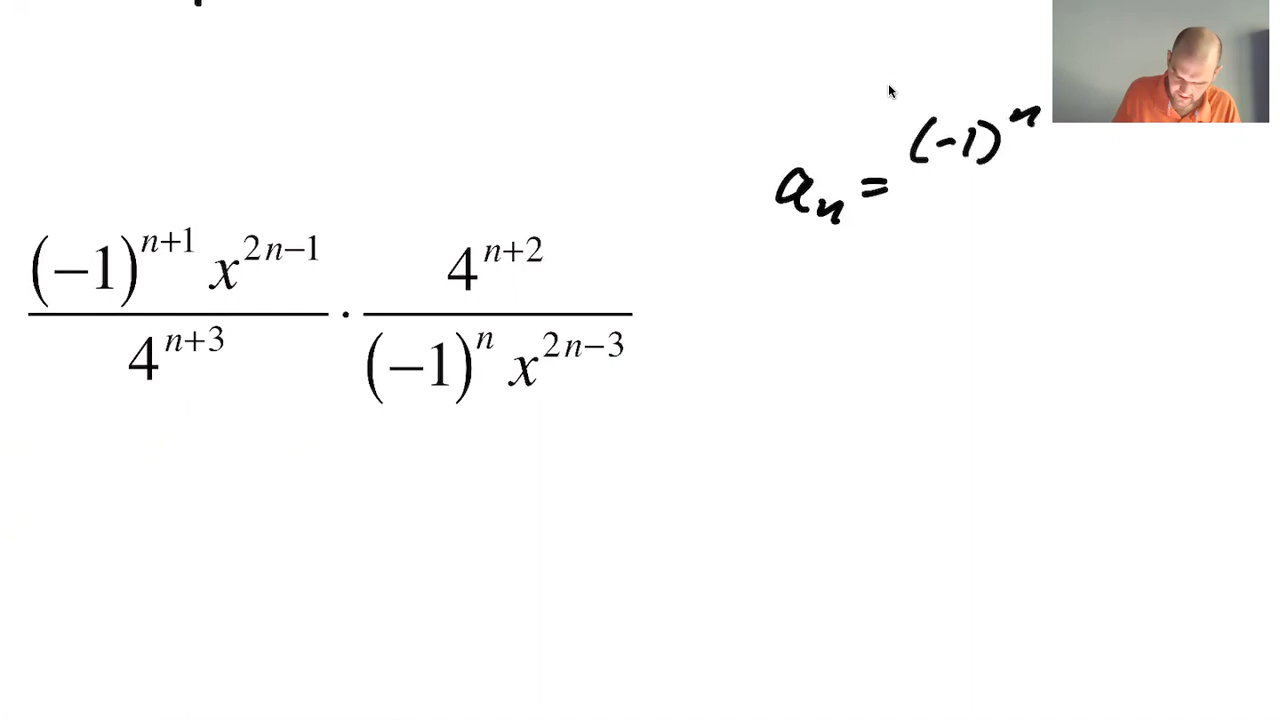 (−1)^{n+1} x^{2n−1} / 4^{n+3} · 4^{n+2} / (−1)^n x^{2n−3}
a_n = (-1)^n